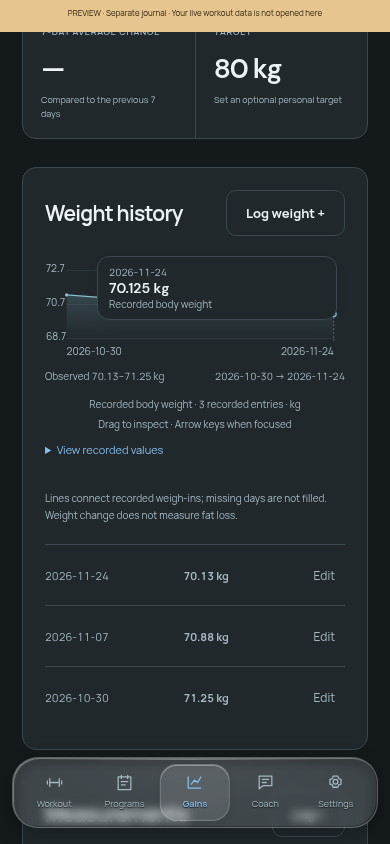 PREVIEW · Separate journal · Your live workout data is not opened here
7-DAY AVERAGE CHANGE
TARGET
—
80 kg
Compared to the previous 7
days
Set an optional personal target
Weight history
Log weight +
72.7
70.7
68.7
2026-11-24
70.125 kg
Recorded body weight
2026-10-30
2026-11-24
Observed 70.13–71.25 kg
2026-10-30 → 2026-11-24
Recorded body weight · 3 recorded entries · kg
Drag to inspect · Arrow keys when focused
▶ View recorded values
Lines connect recorded weigh-ins; missing days are not filled.
Weight change does not measure fat loss.
2026-11-24 70.13 kg Edit
2026-11-07 70.88 kg Edit
2026-10-30 71.25 kg Edit
Workout
Programs
Gains
Coach
Settings